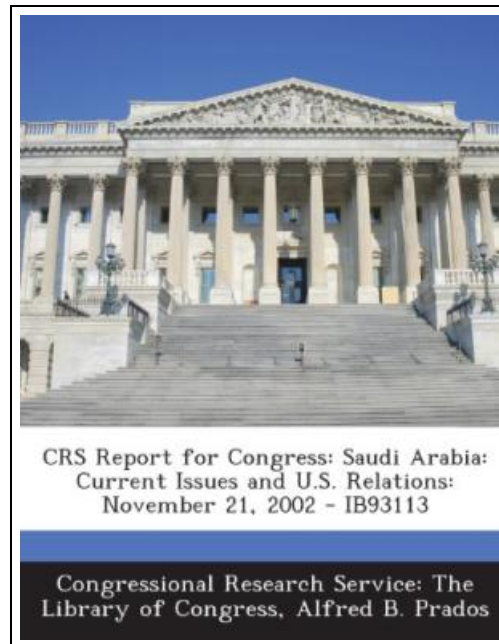 CRS Report for Congress: Saudi Arabia:
Current Issues and U.S. Relations:
November 21, 2002 - IB93113
Congressional Research Service: The
Library of Congress, Alfred B. Prados